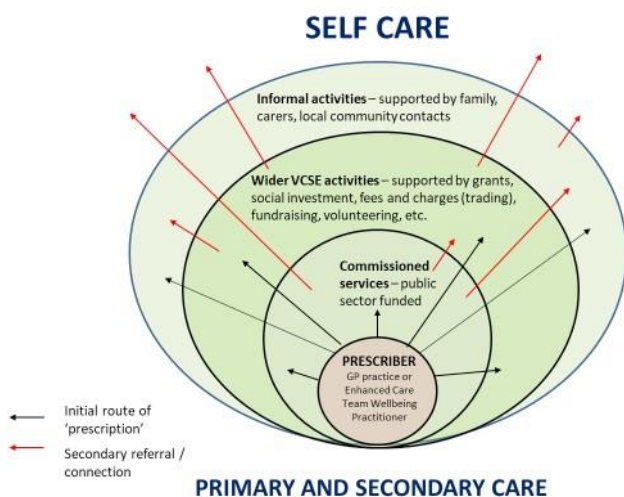 SELF CARE
Informal activities – supported by family,
carers, local community contacts
Wider VCSE activities – supported by grants,
social investment, fees and charges (trading),
fundraising, volunteering, etc.
Commissioned
services – public
sector funded
PRESCRIBER
GP practice or
Enhanced Care
Team Wellbeing
Practitioner
Initial route of
‘prescription’
Secondary referral /
connection
PRIMARY AND SECONDARY CARE